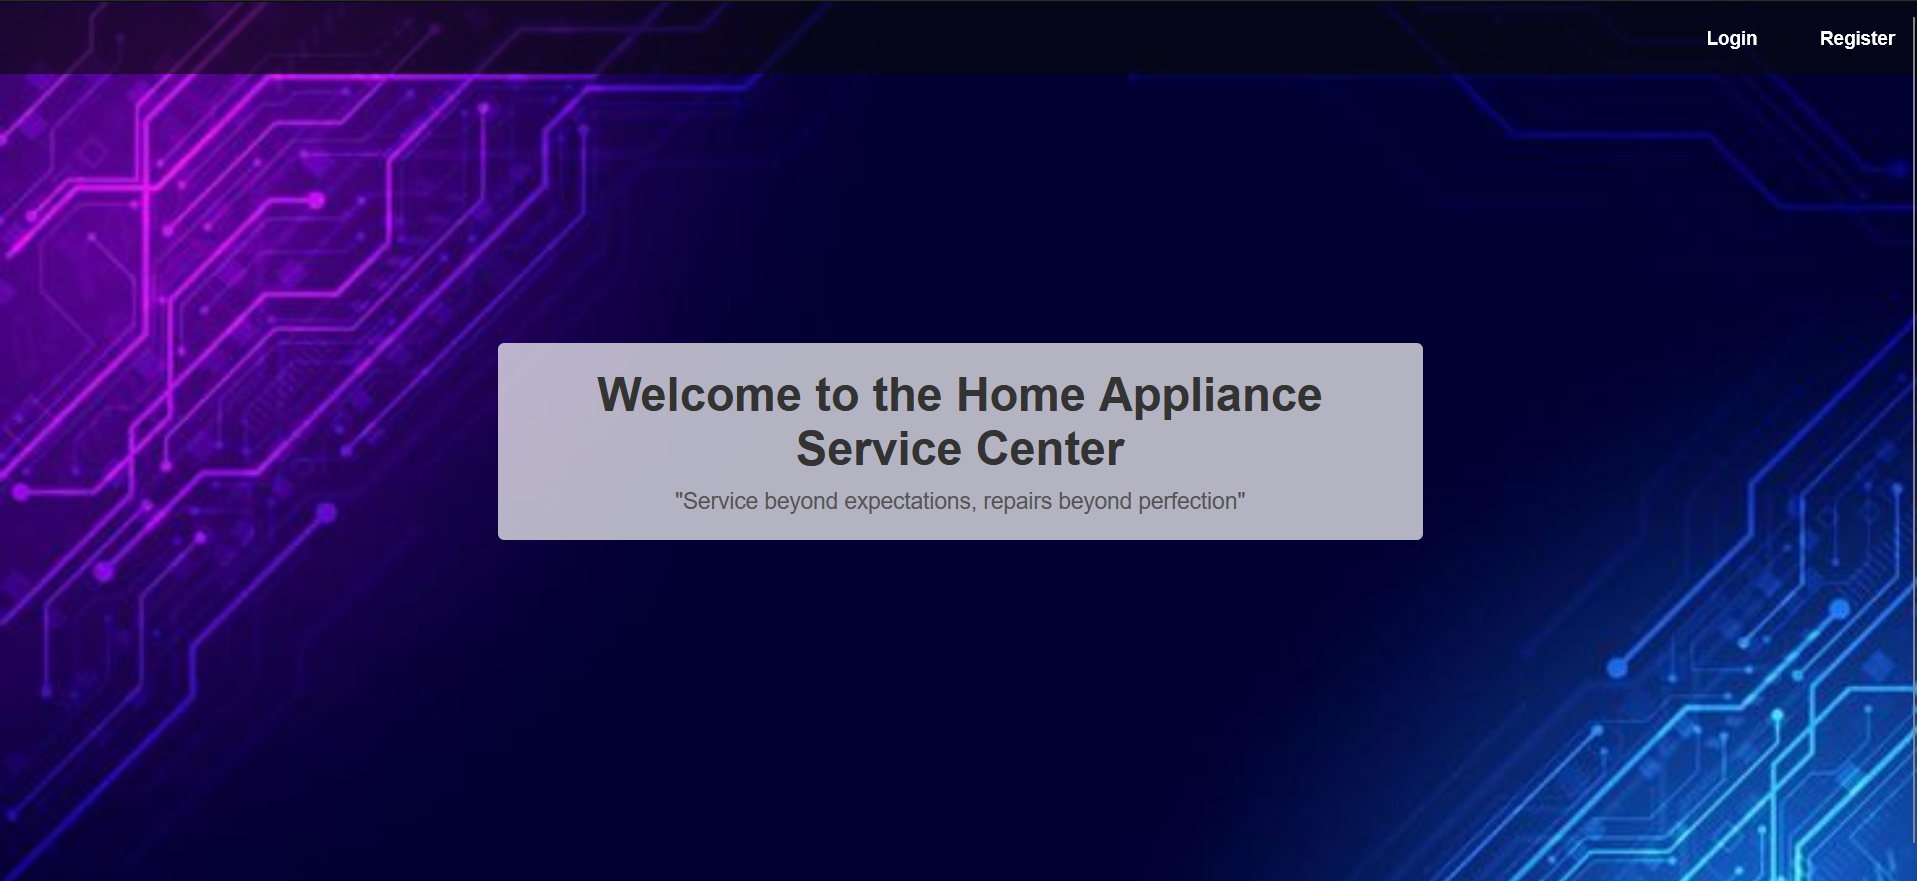 Login Register
Welcome to the Home Appliance
Service Center
"Service beyond expectations, repairs beyond perfection"